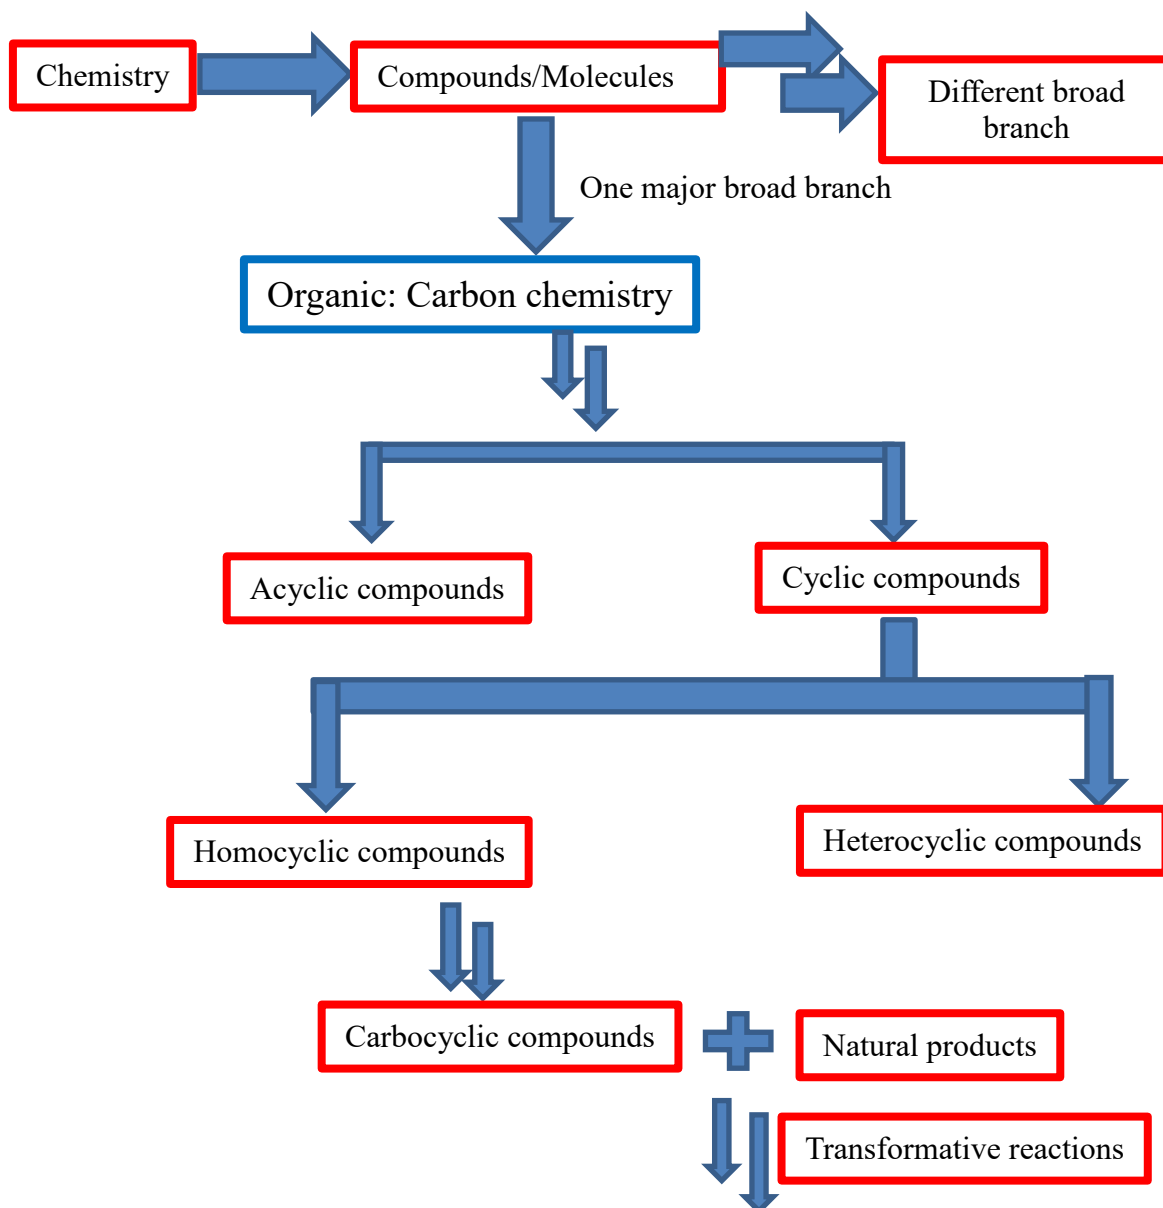 Chemistry
Compounds/Molecules
Different broad
branch
One major broad branch
Organic: Carbon chemistry
Acyclic compounds
Cyclic compounds
Homocyclic compounds
Heterocyclic compounds
Carbocyclic compounds
Natural products
Transformative reactions